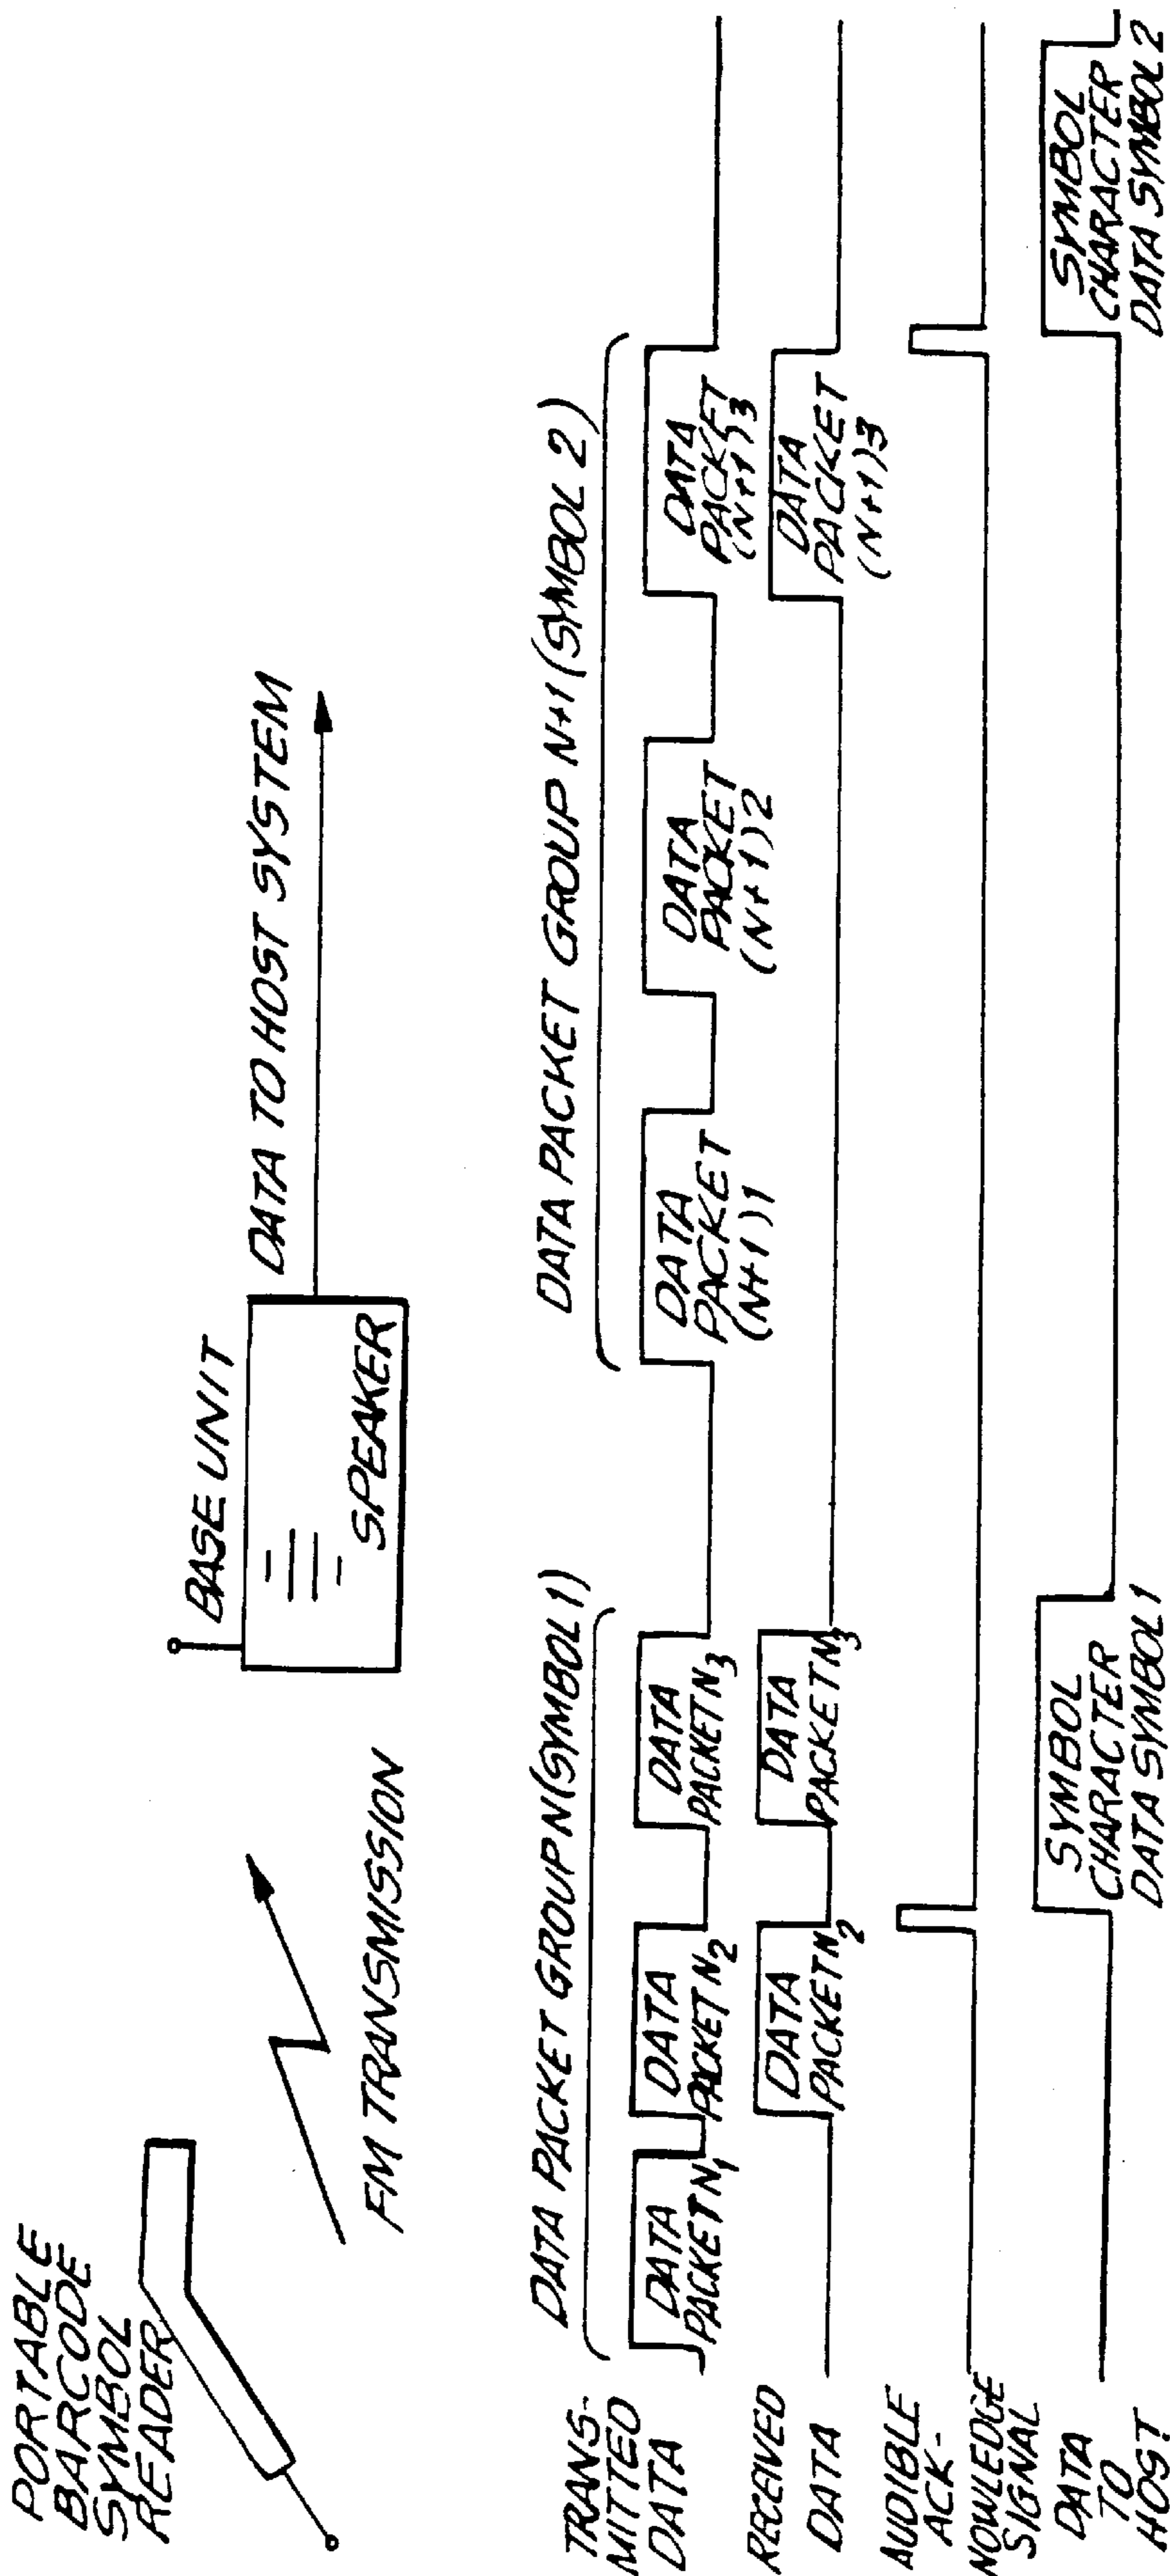 PORTABLE
BARCODE
SYMBOL
READER
FM TRANSMISSION
BASE UNIT
SPEAKER
DATA TO HOST SYSTEM
DATA PACKET GROUP N (SYMBOL 1)
DATA PACKET GROUP N+1 (SYMBOL 2)
TRANS-
MITTED
DATA
DATA
PACKET N1
DATA
PACKET N2
DATA
PACKET N3
DATA
PACKET
(N+1)1
DATA
PACKET
(N+1)2
DATA
PACKET
(N+1)3
RECEIVED
DATA
DATA
PACKET N2
DATA
PACKET N3
DATA
PACKET
(N+1)3
AUDIBLE
ACK-
NOWLEDGE
SIGNAL
DATA
TO
HOST
SYMBOL
CHARACTER
DATA SYMBOL 1
SYMBOL
CHARACTER
DATA SYMBOL 2